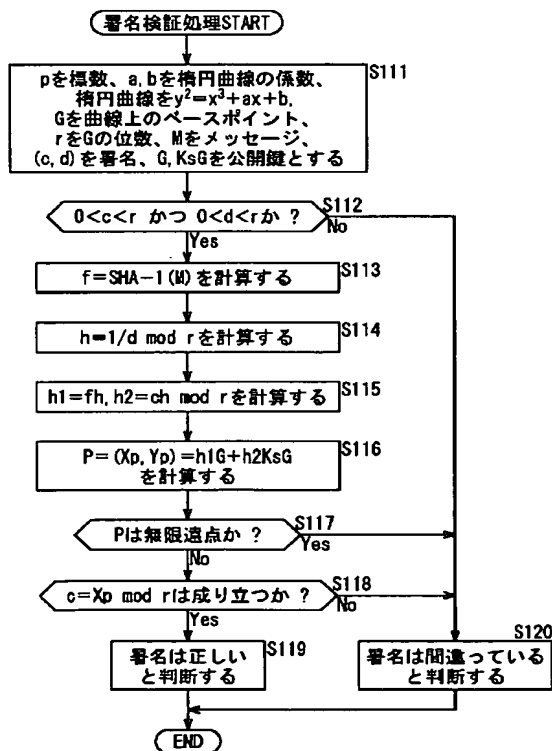 署名検証処理START
S111
pを標数、a,bを楕円曲線の係数、
楕円曲線をy²=x³+ax+b、
Gを曲線上のベースポイント、
rをGの位数、Mをメッセージ、
(c,d)を署名、G,KsGを公開鍵とする
S112
0<c<r かつ 0<d<rか ?
No
Yes
S113
f=SHA-1(M)を計算する
S114
h=1/d mod rを計算する
S115
h1=fh,h2=ch mod rを計算する
S116
P=(Xp,Yp)=h1G+h2KsG
を計算する
S117
Pは無限遠点か ?
Yes
No
S118
c=Xp mod rは成り立つか ?
No
Yes
S119
署名は正しい
と判断する
S120
署名は間違っている
と判断する
END